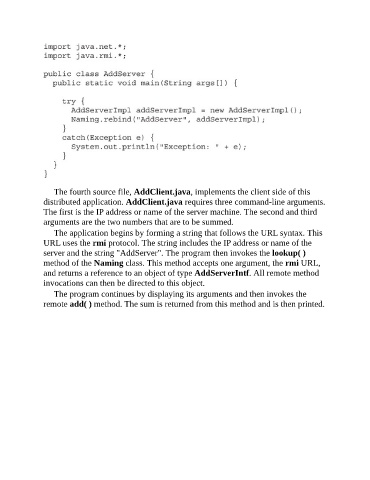 import java.net.*;
import java.rmi.*;
public class AddServer {
public static void main(String args[]) {
try {
AddServerImpl addServerImpl = new AddServerImpl();
Naming.rebind("AddServer", addServerImpl);
}
catch(Exception e) {
System.out.println("Exception: " + e);
}
}
}
The fourth source file, AddClient.java, implements the client side of this
distributed application. AddClient.java requires three command-line arguments.
The first is the IP address or name of the server machine. The second and third
arguments are the two numbers that are to be summed.
The application begins by forming a string that follows the URL syntax. This
URL uses the rmi protocol. The string includes the IP address or name of the
server and the string "AddServer". The program then invokes the lookup( )
method of the Naming class. This method accepts one argument, the rmi URL,
and returns a reference to an object of type AddServerIntf. All remote method
invocations can then be directed to this object.
The program continues by displaying its arguments and then invokes the
remote add( ) method. The sum is returned from this method and is then printed.